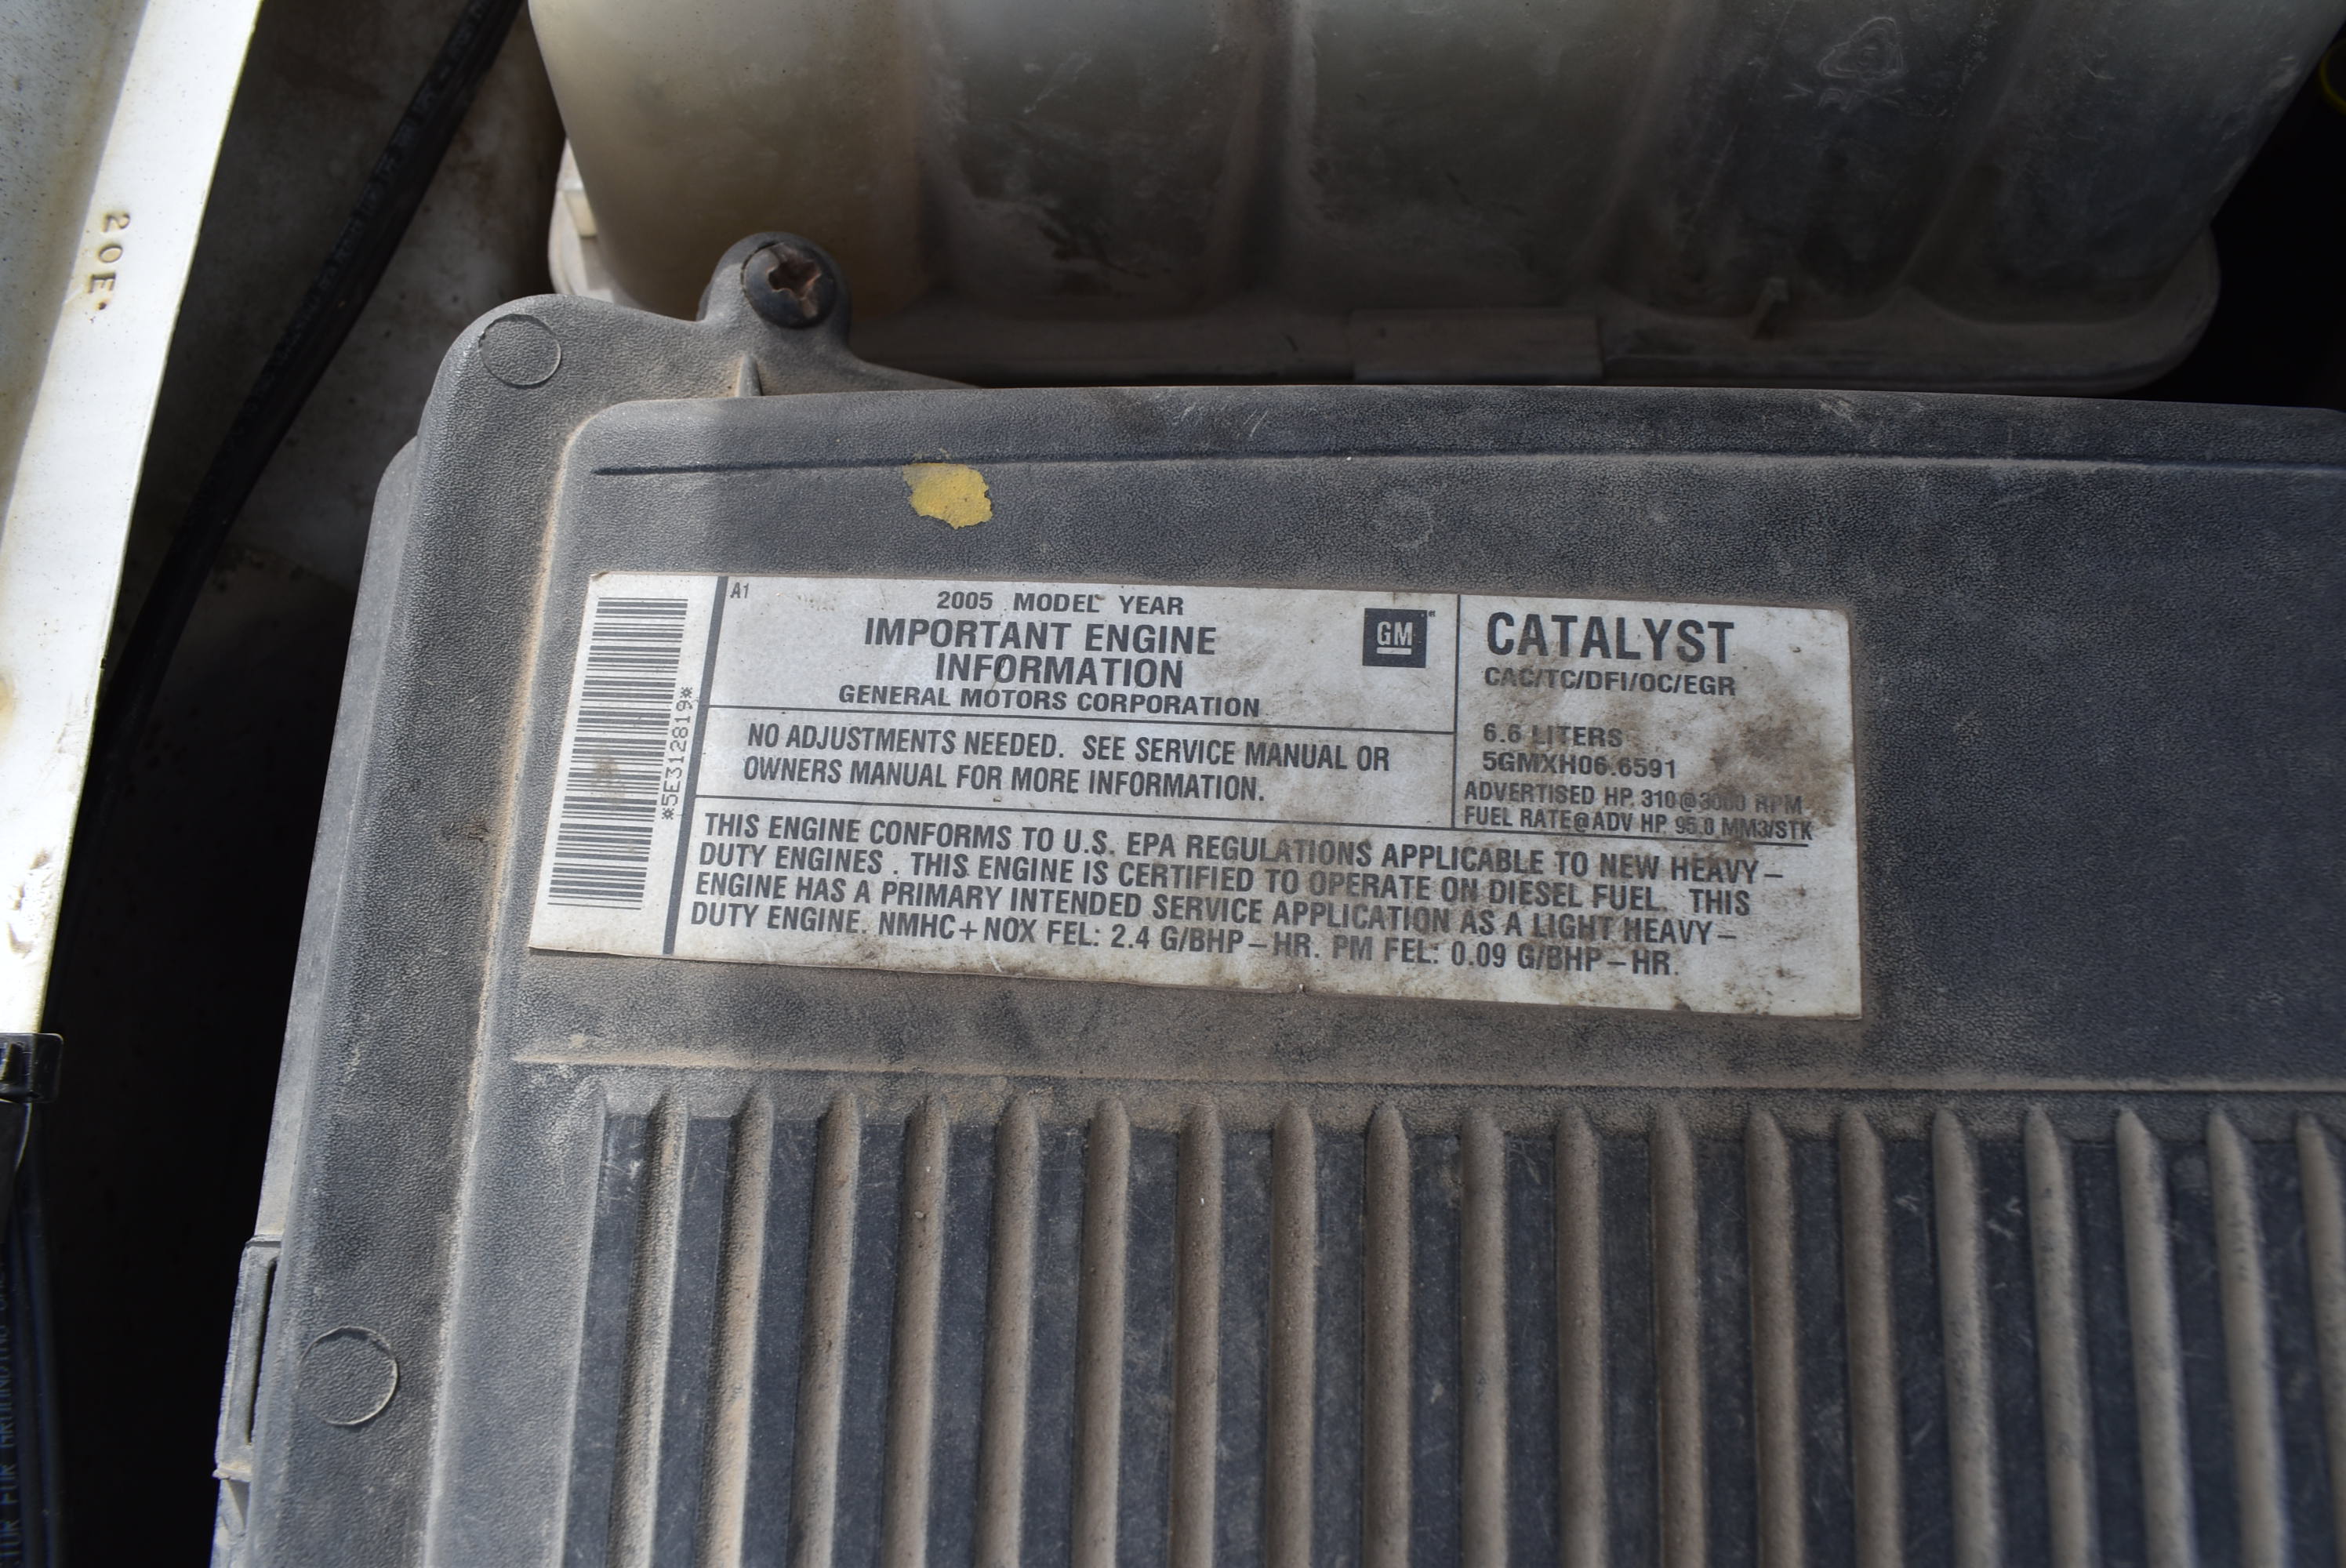 20E.
A1
2005 MODEL YEAR
IMPORTANT ENGINE
INFORMATION
GENERAL MOTORS CORPORATION
GM
NO ADJUSTMENTS NEEDED. SEE SERVICE MANUAL OR
OWNERS MANUAL FOR MORE INFORMATION.
CATALYST
CAC/TC/DFI/OC/EGR
6.6 LITERS
5GMXH06.6591
ADVERTISED HP. 310@3000 RPM
FUEL RATE@ADV HP. 95.0 MM3/STK
THIS ENGINE CONFORMS TO U.S. EPA REGULATIONS APPLICABLE TO NEW HEAVY–
DUTY ENGINES . THIS ENGINE IS CERTIFIED TO OPERATE ON DIESEL FUEL. THIS
ENGINE HAS A PRIMARY INTENDED SERVICE APPLICATION AS A LIGHT HEAVY–
DUTY ENGINE. NMHC+NOX FEL: 2.4 G/BHP–HR. PM FEL: 0.09 G/BHP–HR.
*5E312819*